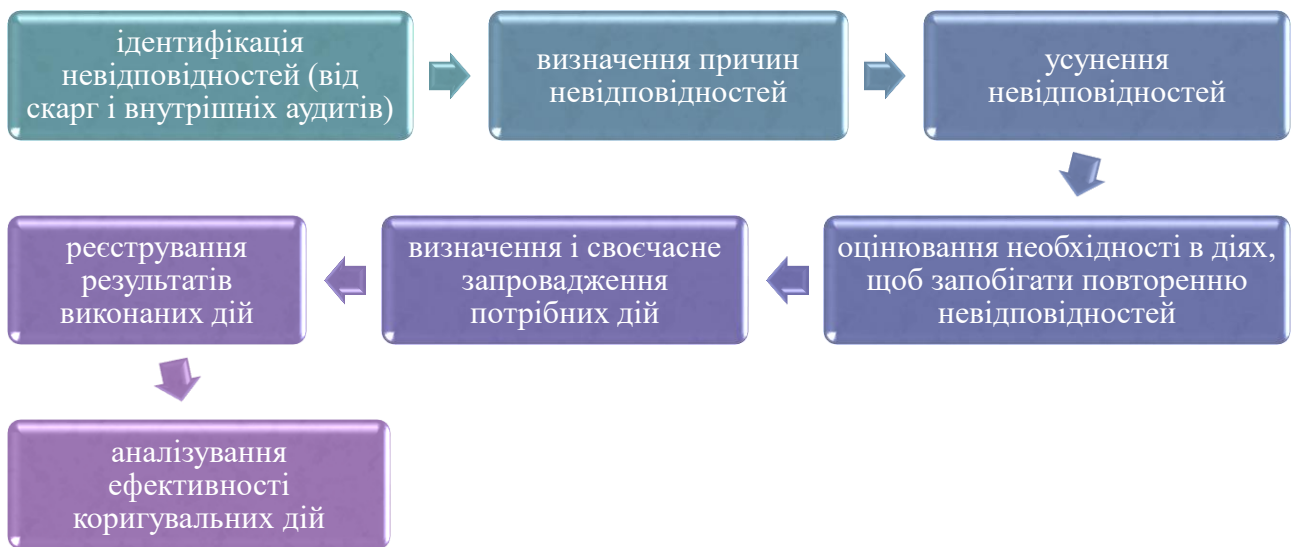 ідентифікація
невідповідностей (від
скарг і внутрішніх аудитів)
визначення причин
невідповідностей
усунення
невідповідностей
оцінювання необхідності в діях,
щоб запобігати повторенню
невідповідностей
визначення і своєчасне
запровадження
потрібних дій
реєстрування
результатів
виконаних дій
аналізування
ефективності
коригувальних дій